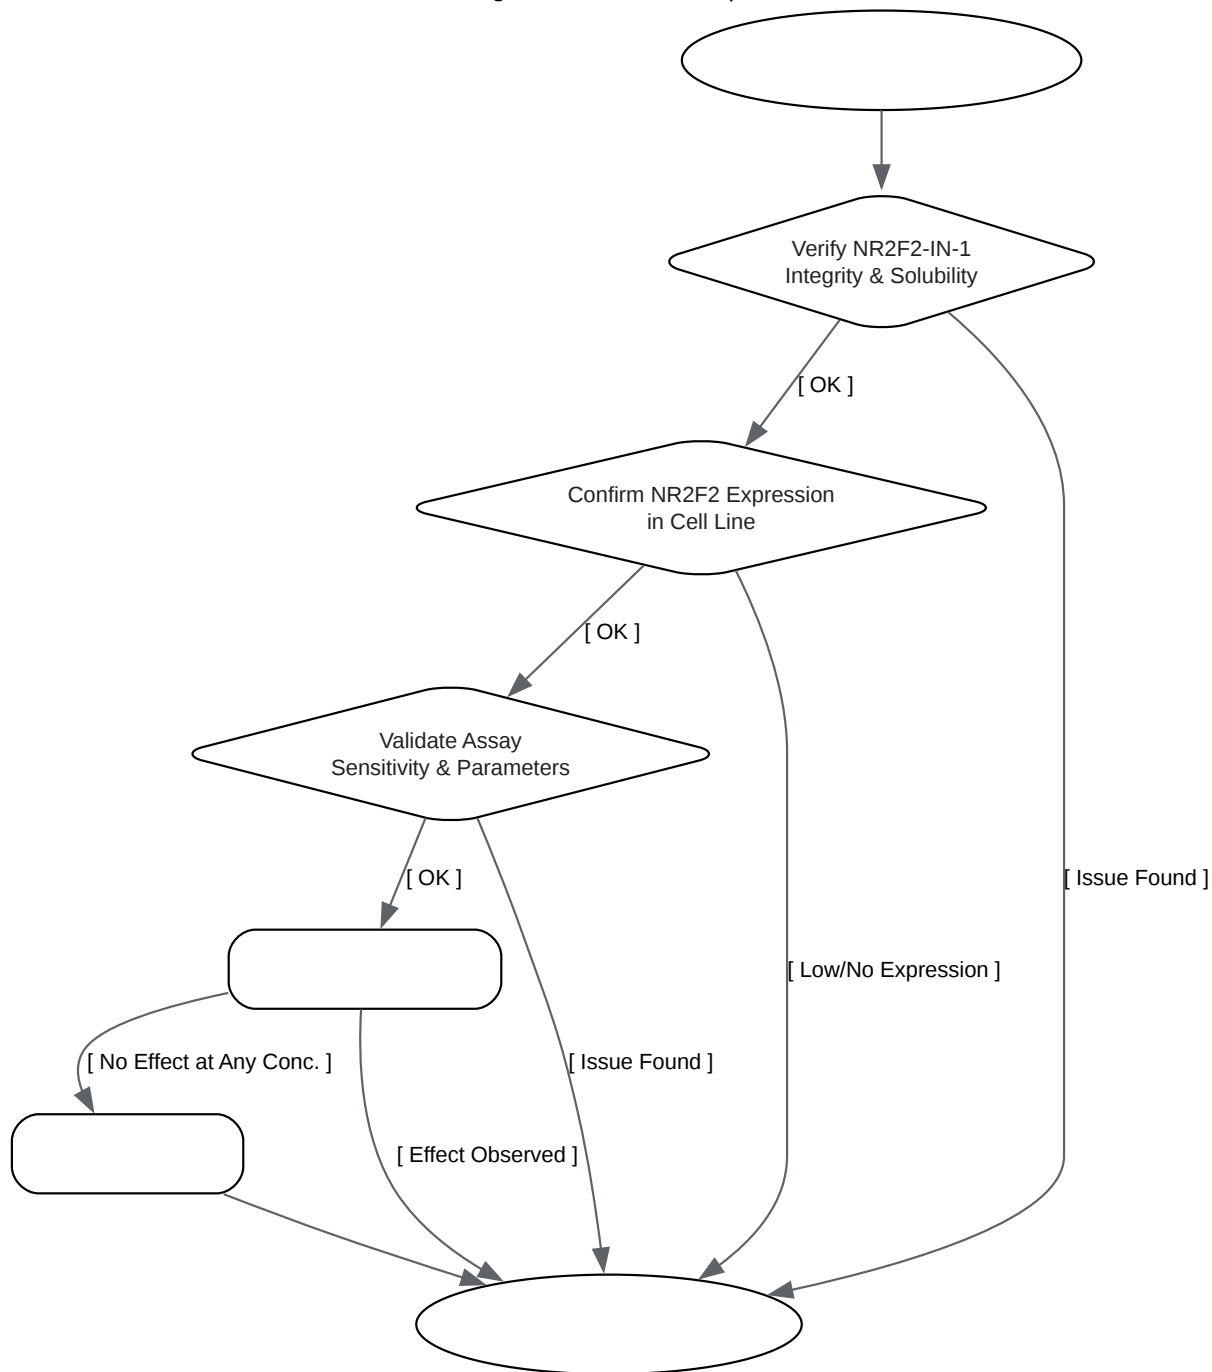 Verify NR2F2-IN-1
Integrity & Solubility
[ OK ]
Confirm NR2F2 Expression
in Cell Line
[ OK ]
Validate Assay
Sensitivity & Parameters
[ OK ]
[ Issue Found ]
[ Low/No Expression ]
[ No Effect at Any Conc. ]
[ Issue Found ]
[ Effect Observed ]